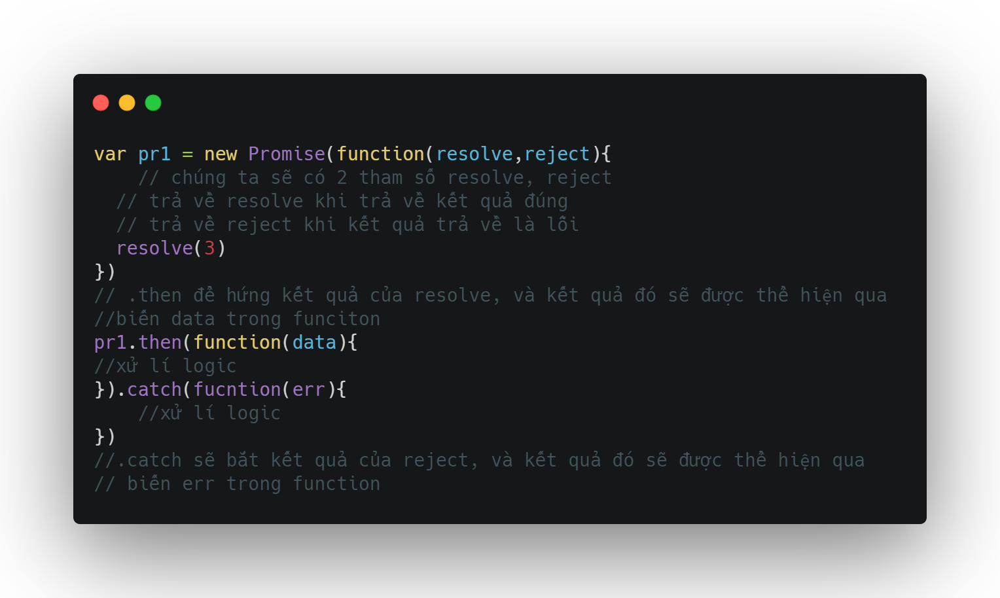 var pr1 = new Promise(function(resolve,reject){
    // chúng ta sẽ có 2 tham số resolve, reject
  // trả về resolve khi trả về kết quả đúng
  // trả về reject khi kết quả trả về là lỗi
  resolve(3)
})
// .then để hứng kết quả của resolve, và kết quả đó sẽ được thể hiện qua
//biến data trong funciton
pr1.then(function(data){
//xử lí logic
}).catch(fucntion(err){
    //xử lí logic
})
//.catch sẽ bắt kết quả của reject, và kết quả đó sẽ được thể hiện qua
// biến err trong function